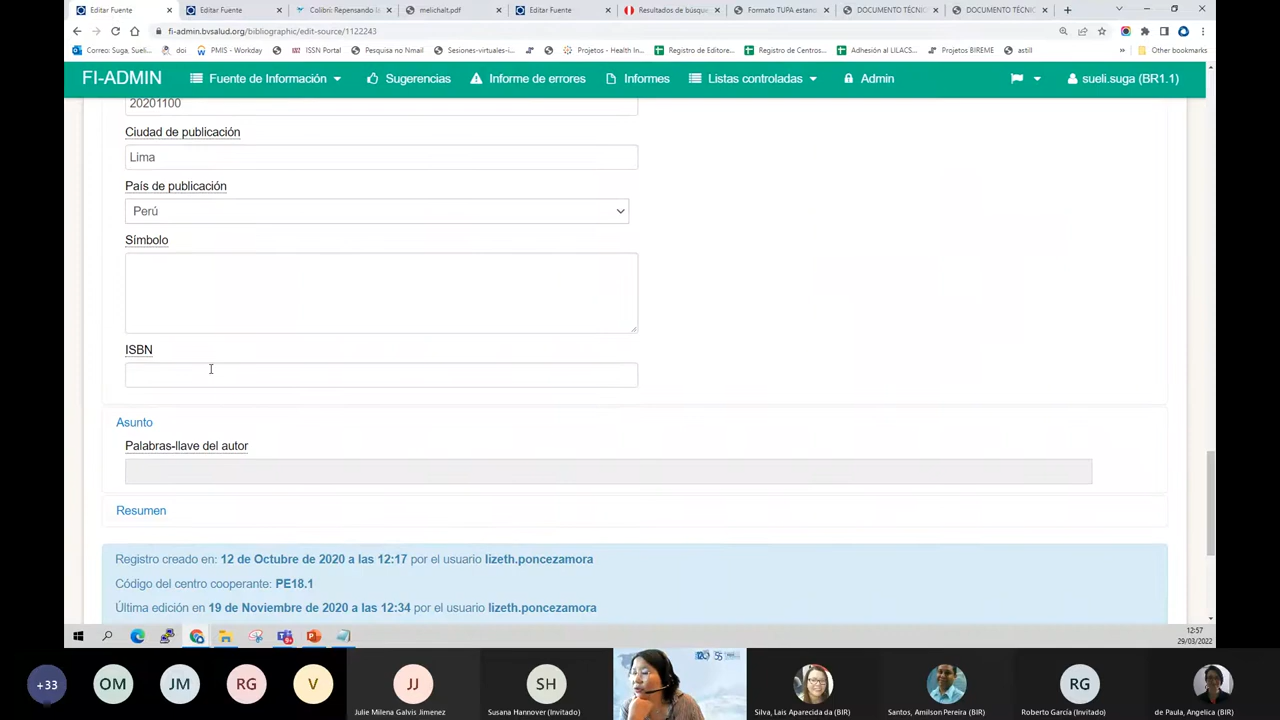 Editar Fuente
Editar Fuente
Colibri: Repensando la
melichalt.pdf
Editar Fuente
Resultados de búsque
Formato TUPA estand
DOCUMENTO TÉCNIC
DOCUMENTO TÉCNIC
fi-admin.bvsalud.org/bibliographic/edit-source/1122243
Correo: Suga, Sueli...
doi
PMIS - Workday
ISSN Portal
Pesquisa no Nmail
Sesiones-virtuales-i...
Projetos - Health In...
Registro de Editore...
Registro de Centros...
Adhesión al LILACS...
Projetos BIREME
astill
»
Other bookmarks
FI-ADMIN
Fuente de Información
Sugerencias
Informe de errores
Informes
Listas controladas
Admin
sueli.suga (BR1.1)
20201100
Ciudad de publicación
Lima
País de publicación
Perú
Símbolo
ISBN
Asunto
Palabras-llave del autor
Resumen
Registro creado en: 12 de Octubre de 2020 a las 12:17 por el usuario lizeth.poncezamora
Código del centro cooperante: PE18.1
Última edición en 19 de Noviembre de 2020 a las 12:34 por el usuario lizeth.poncezamora
12:57
29/03/2022
+33
OM
JM
RG
V
JJ
Julie Milena Galvis Jimenez
SH
Susana Hannover (Invitado)
Silva, Lais Aparecida da (BIR)
Santos, Amilson Pereira (BIR)
RG
Roberto García (Invitado)
de Paula, Angelica (BIR)